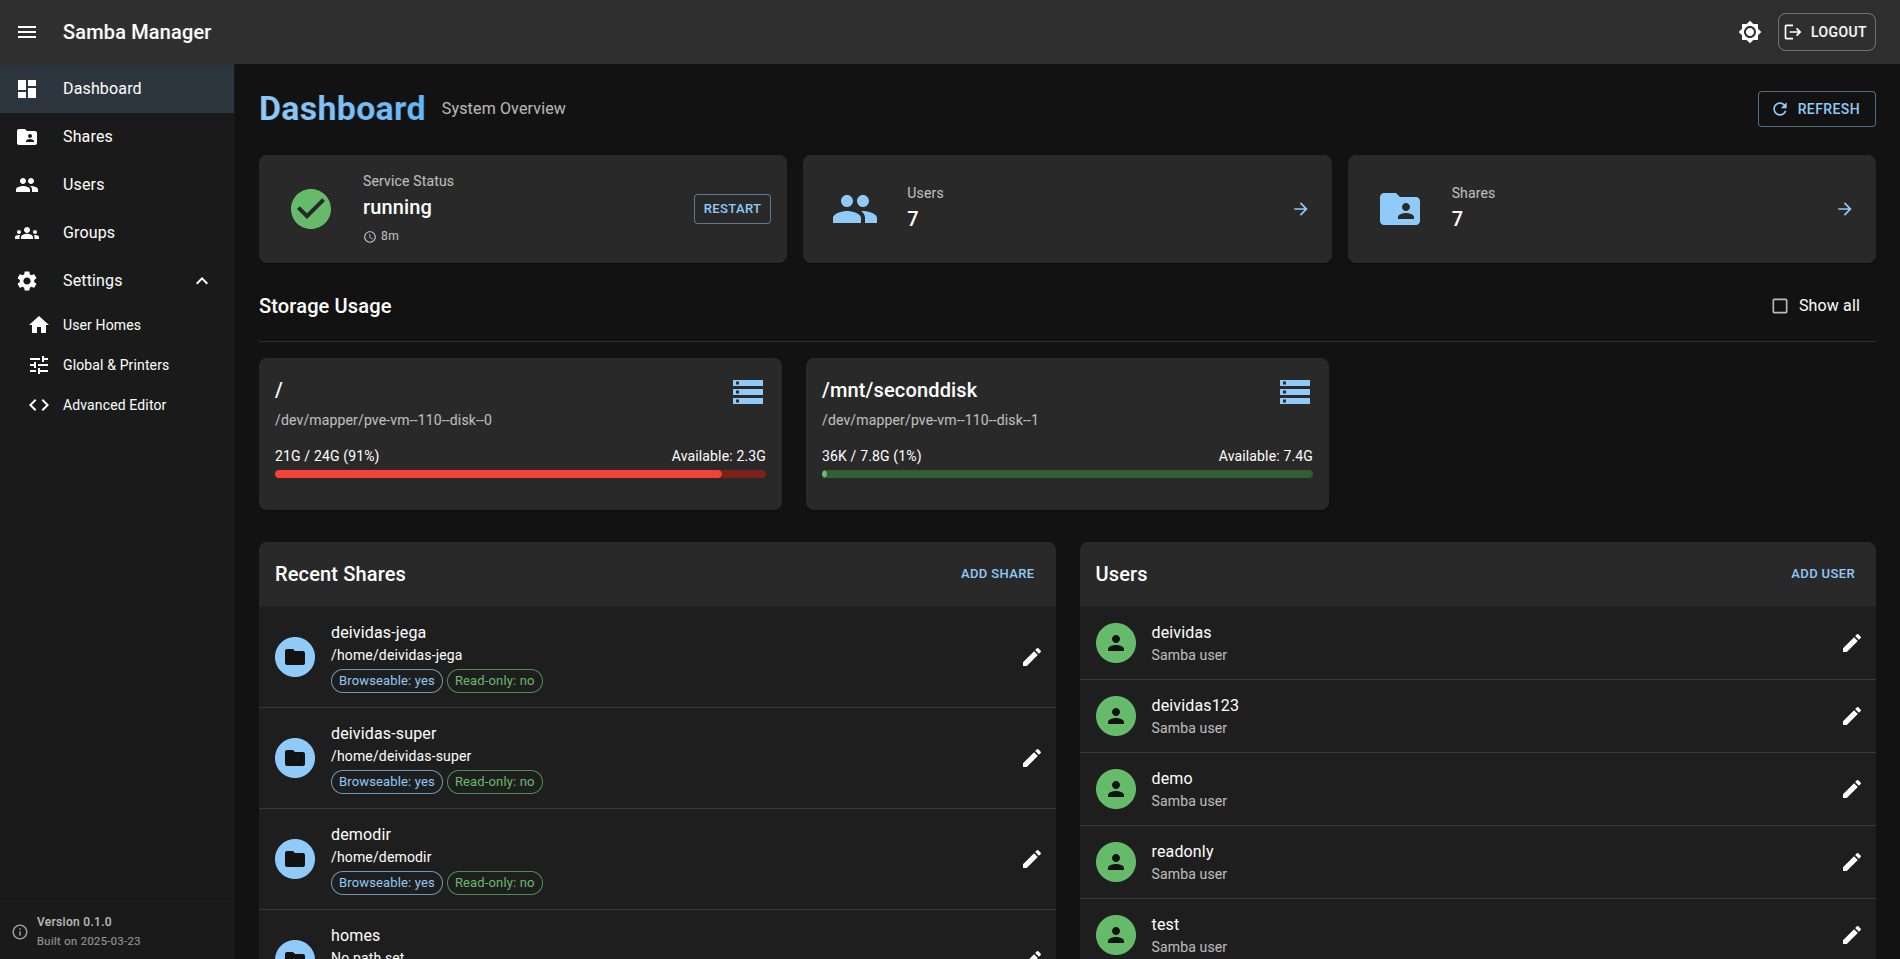 Samba Manager
LOGOUT
Dashboard
Shares
Users
Groups
Settings
User Homes
Global & Printers
Advanced Editor
Version 0.1.0
Built on 2025-03-23
Dashboard System Overview
REFRESH
Service Status
running
8m
RESTART
Users
7
Shares
7
Storage Usage
Show all
/
/dev/mapper/pve-vm--110--disk--0
21G / 24G (91%) Available: 2.3G
/mnt/seconddisk
/dev/mapper/pve-vm--110--disk--1
36K / 7.8G (1%) Available: 7.4G
Recent Shares ADD SHARE
deividas-jega
/home/deividas-jega
Browseable: yes Read-only: no
deividas-super
/home/deividas-super
Browseable: yes Read-only: no
demodir
/home/demodir
Browseable: yes Read-only: no
homes
No path set
Users ADD USER
deividas
Samba user
deividas123
Samba user
demo
Samba user
readonly
Samba user
test
Samba user